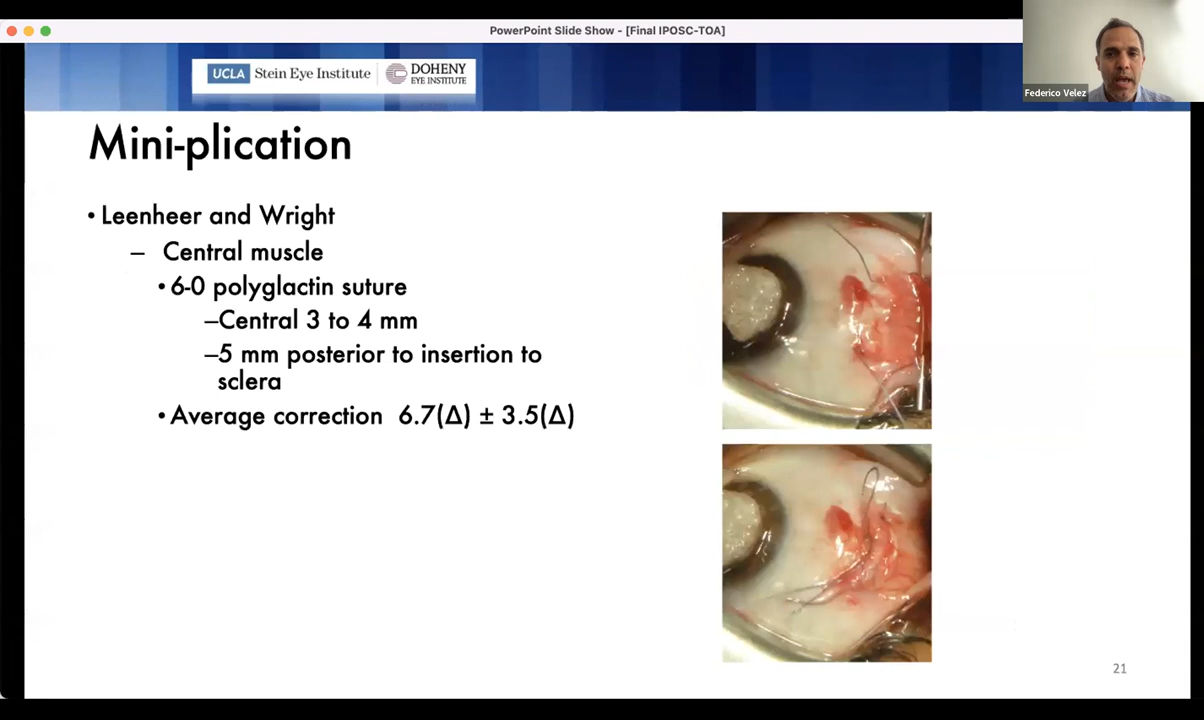 PowerPoint Slide Show - [Final IPOSC-TOA]
UCLA Stein Eye Institute
DOHENY
EYE INSTITUTE
Federico Velez
Mini-plication
• Leenheer and Wright
– Central muscle
• 6-0 polyglactin suture
–Central 3 to 4 mm
–5 mm posterior to insertion to
sclera
• Average correction 6.7(Δ) ± 3.5(Δ)
21